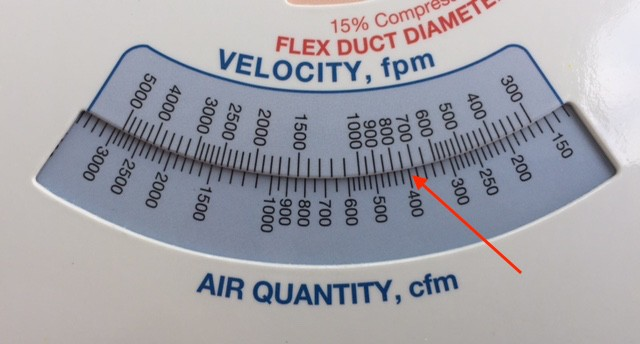 15% Compress
FLEX DUCT DIAMETE
VELOCITY, fpm
5000 4000 3000 2500 2000 1500 1000 900 800 700 600 500 400 300
3000 2500 2000 1500 1000 900 800 700 600 500 400 300 250 200 150
AIR QUANTITY, cfm